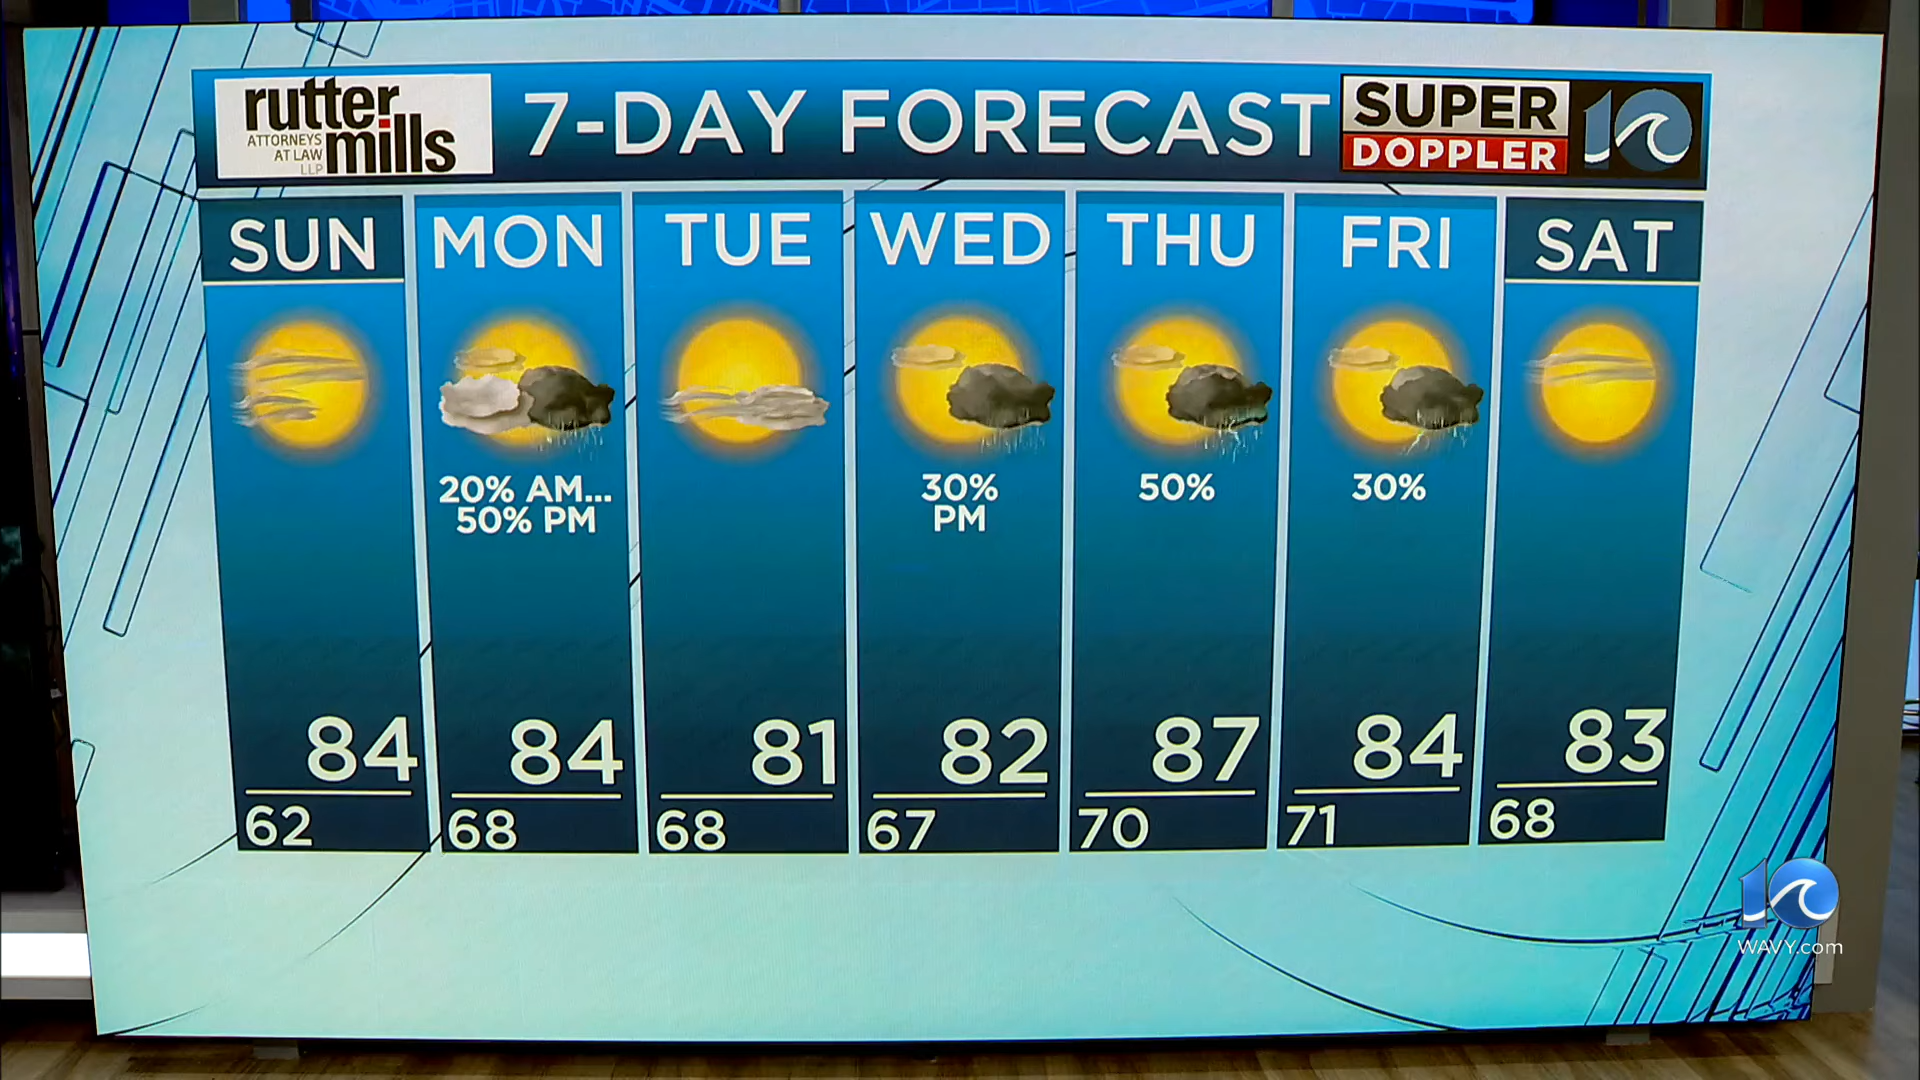 rutter
mills
ATTORNEYS
AT LAW
LLP
7-DAY FORECAST
SUPER
DOPPLER
10
SUN
MON
TUE
WED
THU
FRI
SAT
20% AM...
50% PM
30%
PM
50%
30%
84
84
81
82
87
84
83
62
68
68
67
70
71
68
10
WAVY.com